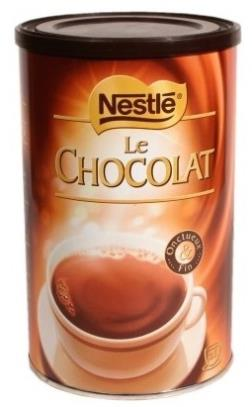 Nestlé
Le
CHOCOLAT
Onctueux
&
Fin